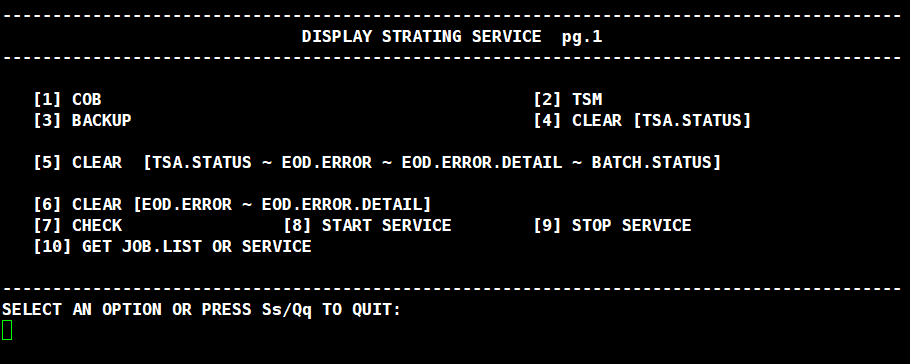 ------------------------------------------------------------------------------------------
DISPLAY STRATING SERVICE  pg.1
------------------------------------------------------------------------------------------
[1] COB [2] TSM
[3] BACKUP [4] CLEAR [TSA.STATUS]
[5] CLEAR  [TSA.STATUS ~ EOD.ERROR ~ EOD.ERROR.DETAIL ~ BATCH.STATUS]
[6] CLEAR [EOD.ERROR ~ EOD.ERROR.DETAIL]
[7] CHECK [8] START SERVICE [9] STOP SERVICE
[10] GET JOB.LIST OR SERVICE
------------------------------------------------------------------------------------------
SELECT AN OPTION OR PRESS Ss/Qq TO QUIT: